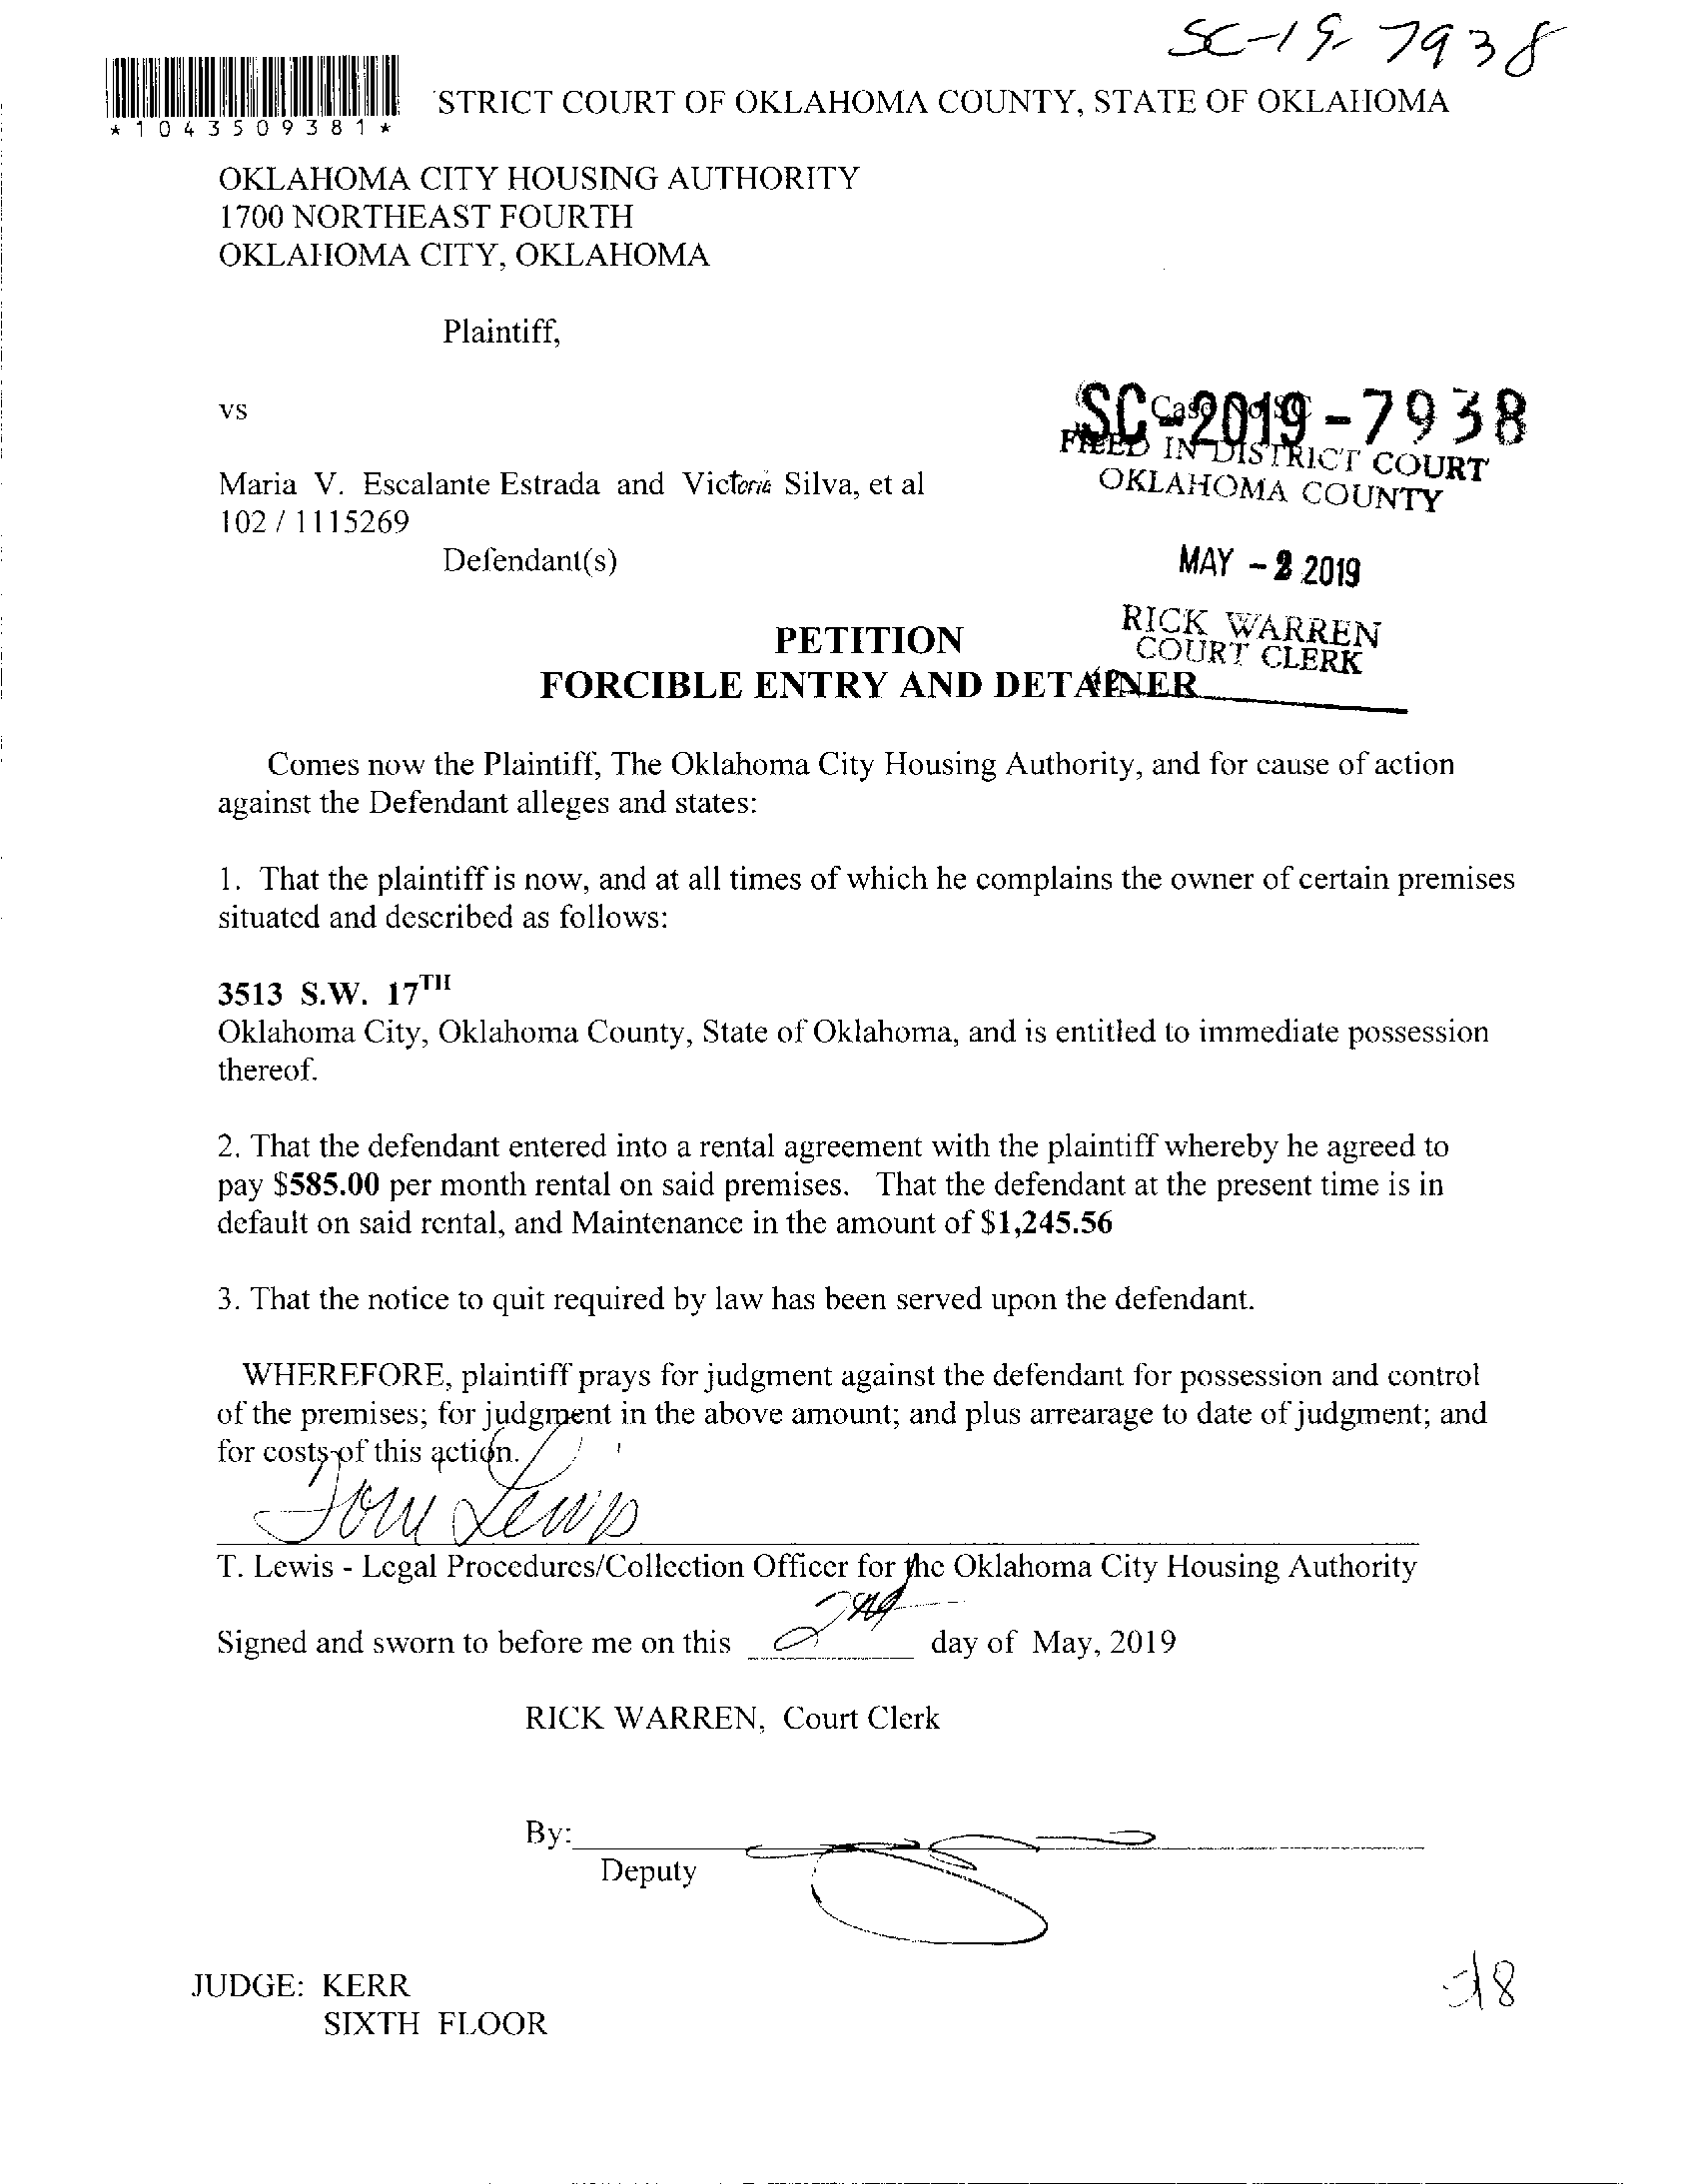 SC-19-7938
*1043509381*
STRICT COURT OF OKLAHOMA COUNTY, STATE OF OKLAHOMA
OKLAHOMA CITY HOUSING AUTHORITY
1700 NORTHEAST FOURTH
OKLAHOMA CITY, OKLAHOMA
Plaintiff,
vs
Case No SC
SC-2019-7938
FILED IN DISTRICT COURT
OKLAHOMA COUNTY
Maria V. Escalante Estrada and Victoria Silva, et al
102 / 1115269
Defendant(s)
MAY -2 2019
RICK WARREN
COURT CLERK
PETITION
FORCIBLE ENTRY AND DETAINER
Comes now the Plaintiff, The Oklahoma City Housing Authority, and for cause of action
against the Defendant alleges and states:
1. That the plaintiff is now, and at all times of which he complains the owner of certain premises
situated and described as follows:
3513 S.W. 17TH
Oklahoma City, Oklahoma County, State of Oklahoma, and is entitled to immediate possession
thereof.
2. That the defendant entered into a rental agreement with the plaintiff whereby he agreed to
pay $585.00 per month rental on said premises. That the defendant at the present time is in
default on said rental, and Maintenance in the amount of $1,245.56
3. That the notice to quit required by law has been served upon the defendant.
WHEREFORE, plaintiff prays for judgment against the defendant for possession and control
of the premises; for judgment in the above amount; and plus arrearage to date of judgment; and
for costs of this action.
Tom Lewis
T. Lewis - Legal Procedures/Collection Officer for the Oklahoma City Housing Authority
Signed and sworn to before me on this 2nd day of May, 2019
RICK WARREN, Court Clerk
By:
Deputy
JUDGE: KERR
SIXTH FLOOR